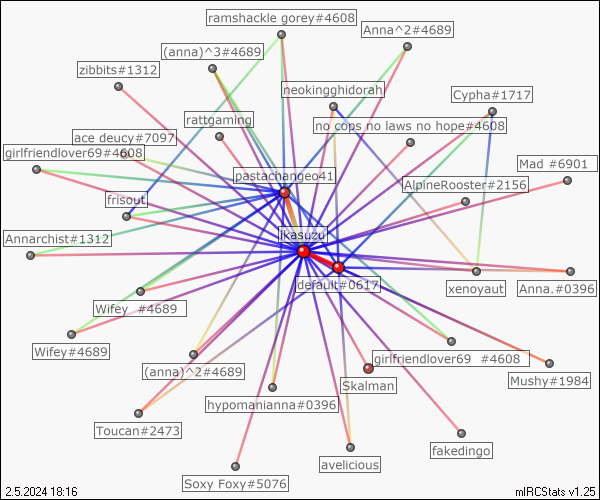 ramshackle gorey#4608
Anna^2#4689
(anna)^3#4689
zibbits#1312
neokingghidorah
Cypha#1717
rattgaming
no cops no laws no hope#4608
ace deucy#7097
girlfriendlover69#4608
Mad #6901
pastachangeo41
AlpineRooster#2156
frisout
ikasuzu
Annarchist#1312
default#0617
xenoyaut
Anna.#0396
Wifey_#4689
Wifey#4689
(anna)^2#4689
girlfriendlover69 #4608
Skalman
Mushy#1984
hypomanianna#0396
Toucan#2473
fakedingo
avelicious
Soxy Foxy#5076
2.5.2024 18:16
mIRCStats v1.25